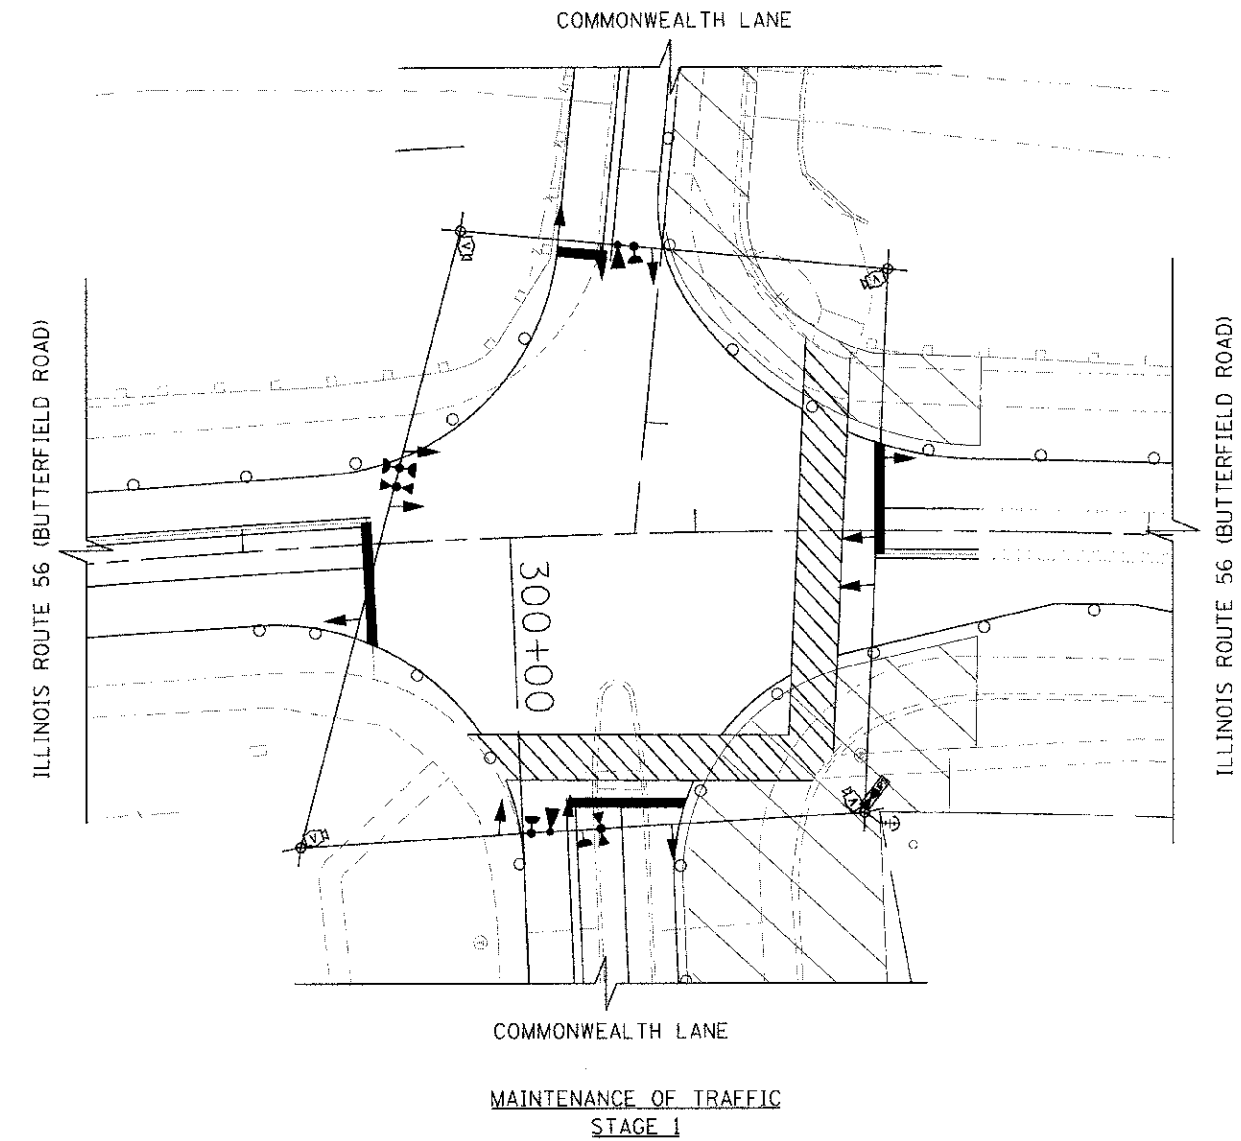 COMMONWEALTH LANE
ILLINOIS ROUTE 56 (BUTTERFIELD ROAD)
ILLINOIS ROUTE 56 (BUTTERFIELD ROAD)
300+00
V
V
V
V
COMMONWEALTH LANE
MAINTENANCE OF TRAFFIC
STAGE 1